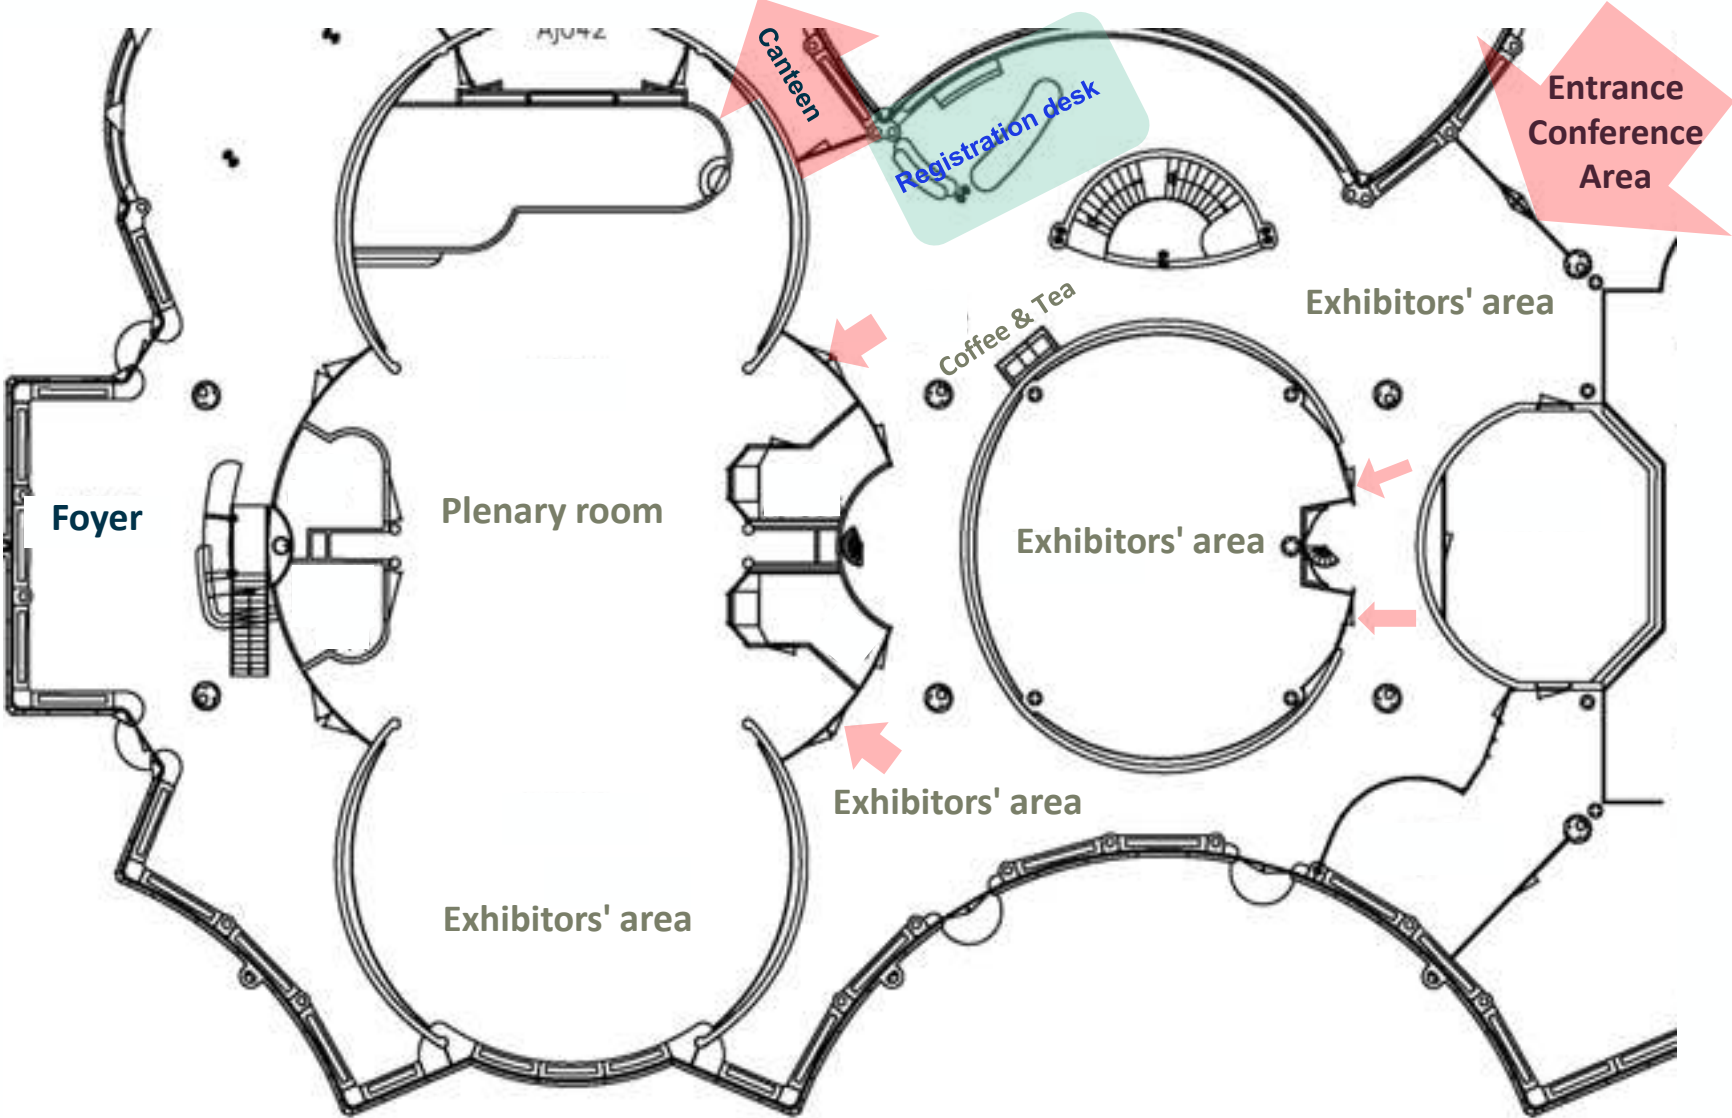 AJ042
Canteen
Registration desk
Entrance
Conference
Area
Coffee & Tea
Exhibitors' area
Foyer
Plenary room
Exhibitors' area
Exhibitors' area
Exhibitors' area